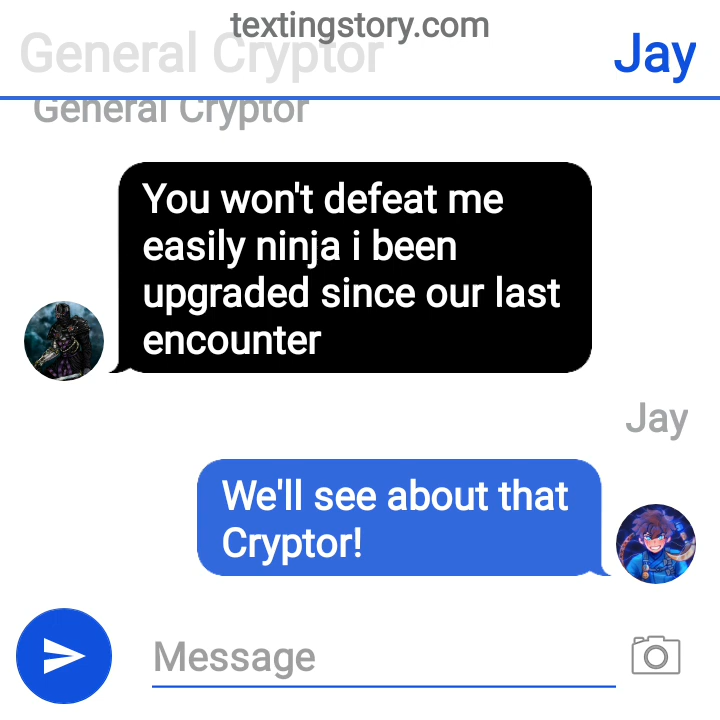 textingstory.com
General Cryptor
Jay
General Cryptor
You won't defeat me
easily ninja i been
upgraded since our last
encounter
Jay
We'll see about that
Cryptor!
Message